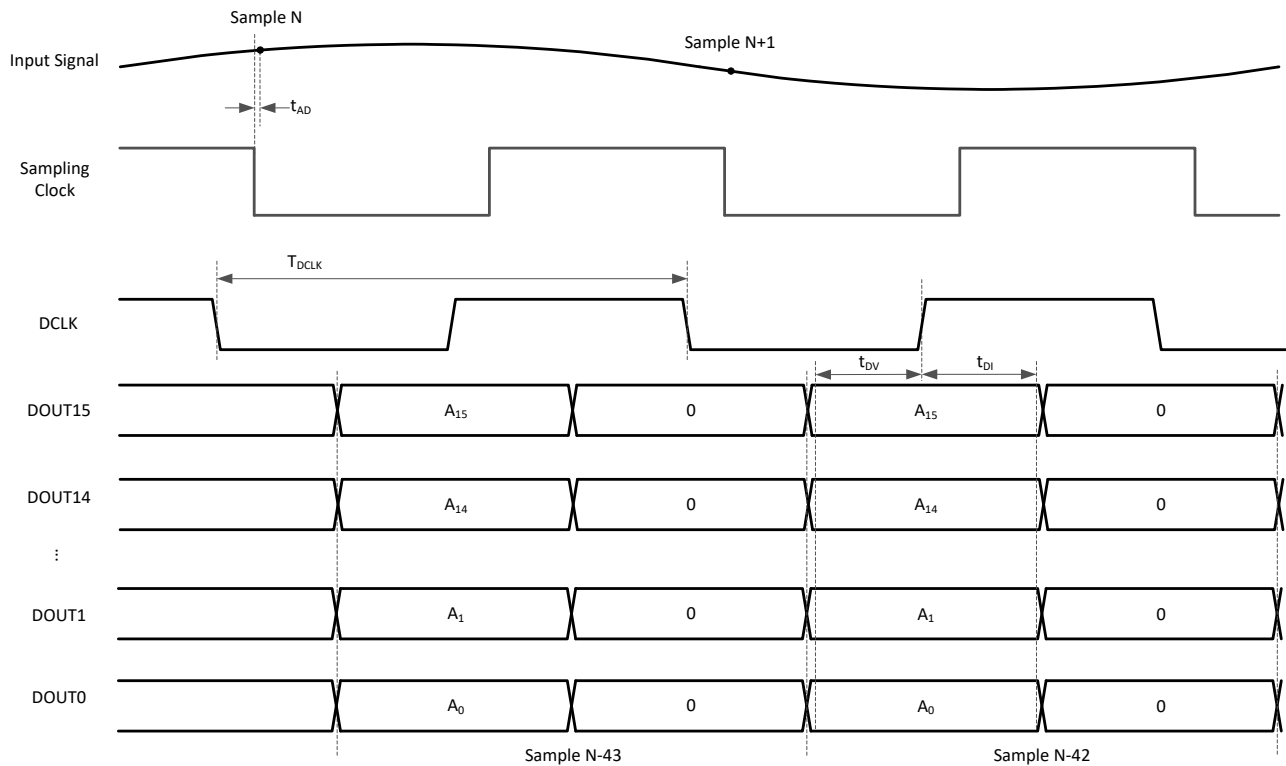 Sample N
Sample N+1
Input Signal
tAD
Sampling
Clock
TDCLK
DCLK
tDV
tDI
DOUT15
A15
0
A15
0
DOUT14
A14
0
A14
0
...
DOUT1
A1
0
A1
0
DOUT0
A0
0
A0
0
Sample N-43
Sample N-42